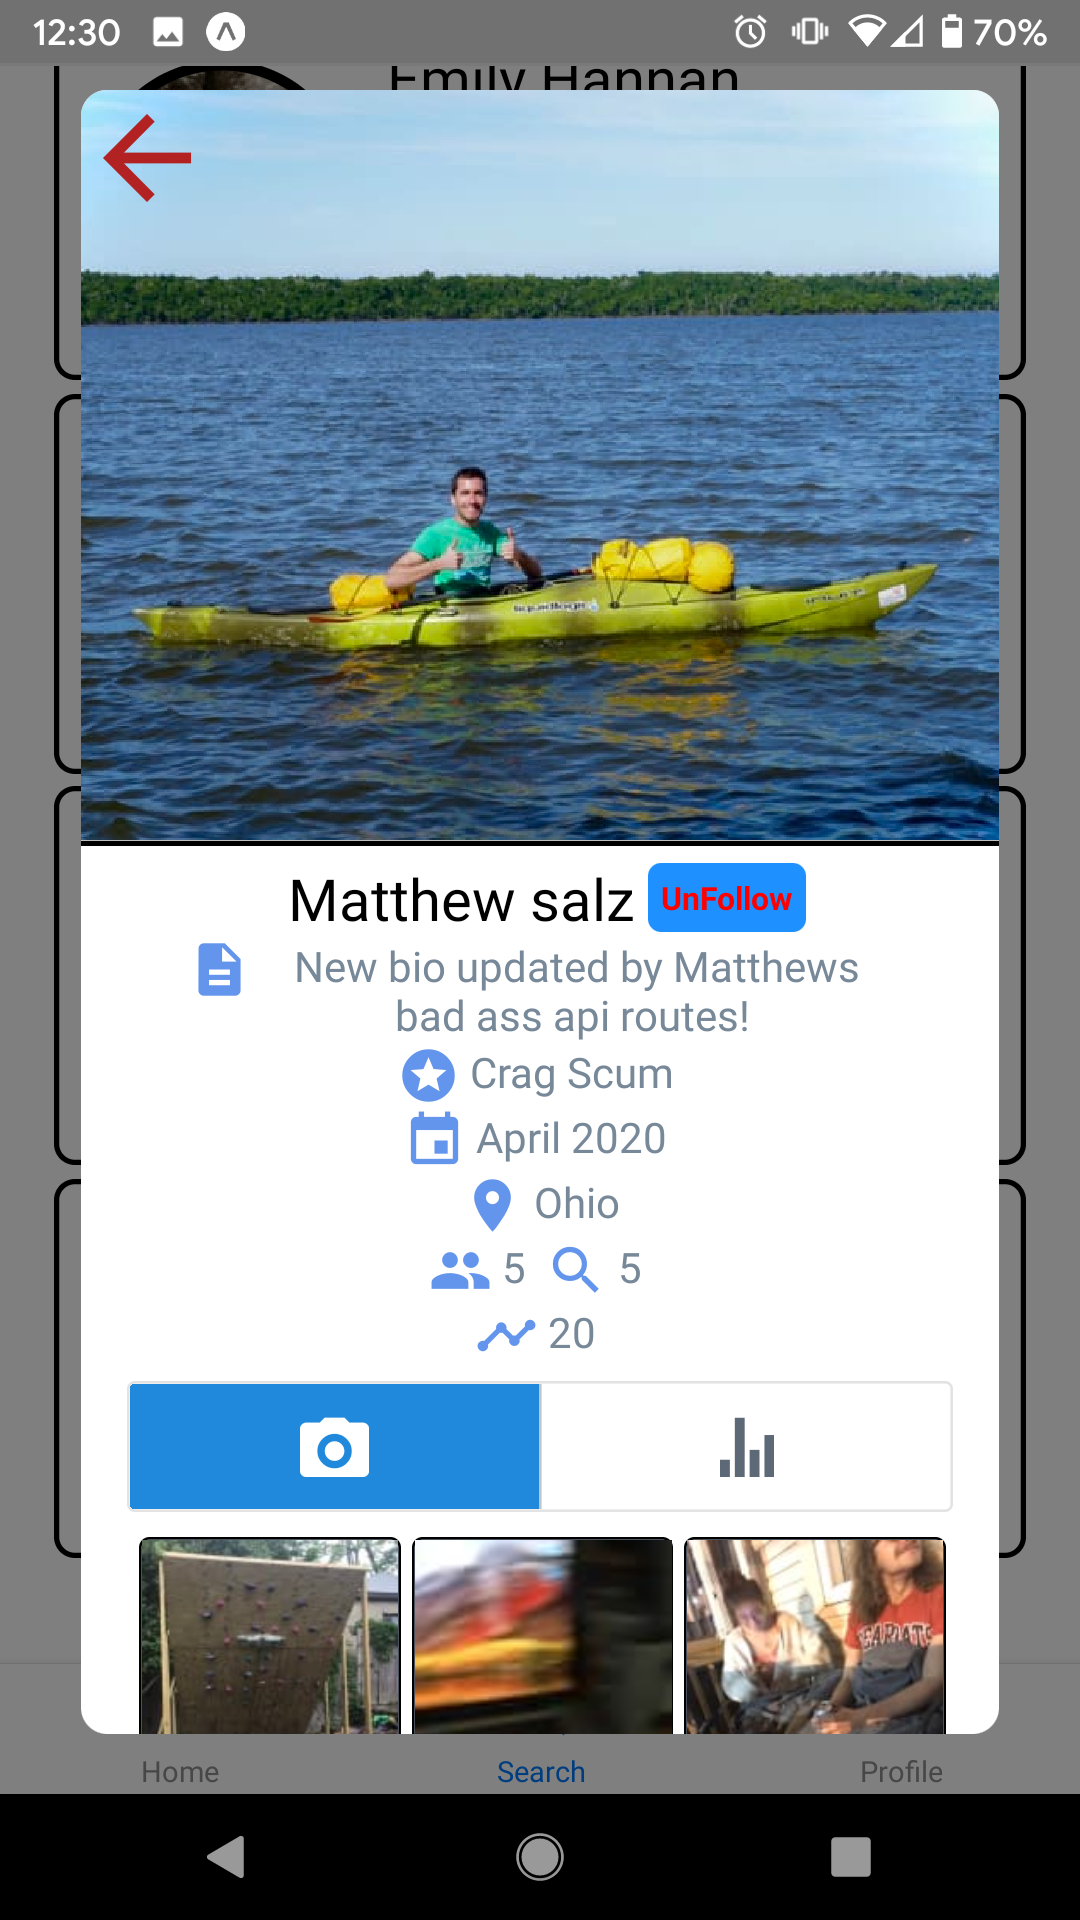 12:30
70%
Emily Hannan
liquidlogic
Matthew salz
UnFollow
New bio updated by Matthews
bad ass api routes!
Crag Scum
April 2020
Ohio
5 5
20
Home Search Profile